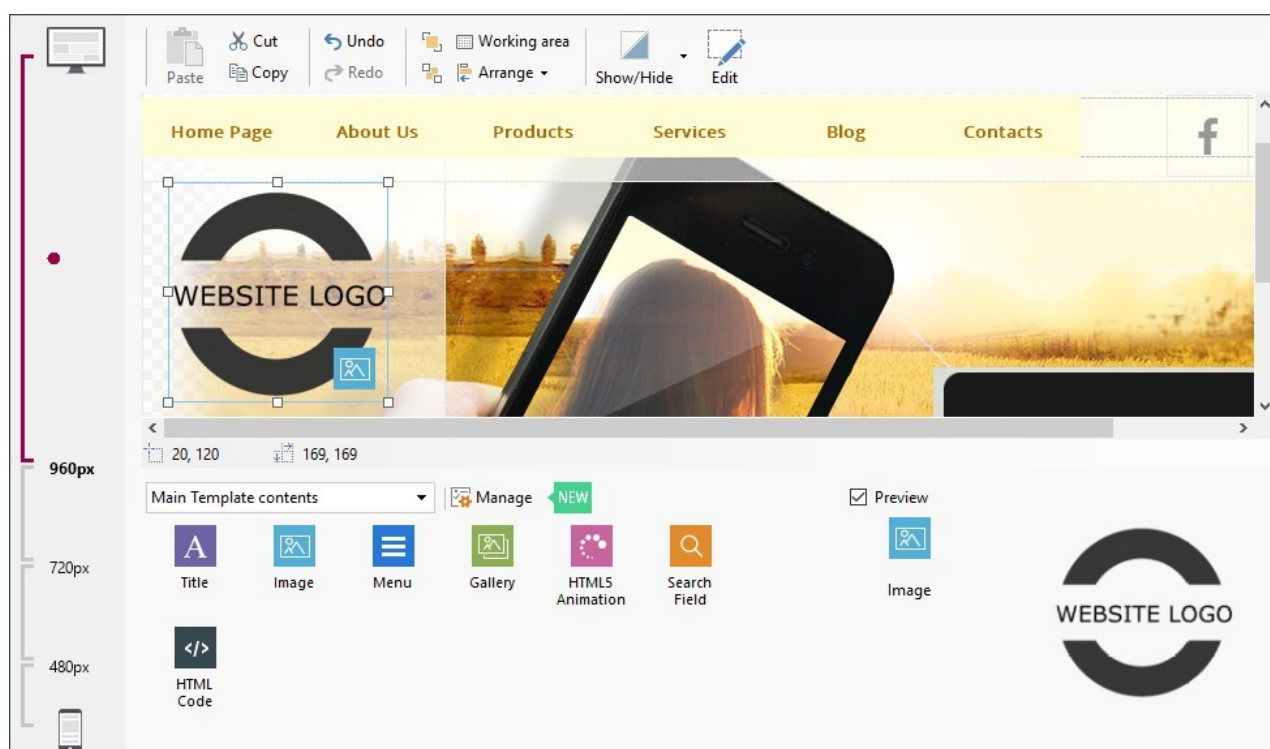 Cut
Undo
Working area
Paste
Copy
Redo
Arrange
Show/Hide
Edit
Home Page
About Us
Products
Services
Blog
Contacts
f
WEBSITE LOGO
20, 120
169, 169
960px
Main Template contents
Manage
NEW
Preview
A
Title
Image
Menu
Gallery
HTML5
Animation
Search
Field
Image
WEBSITE LOGO
720px
</>
HTML
Code
480px